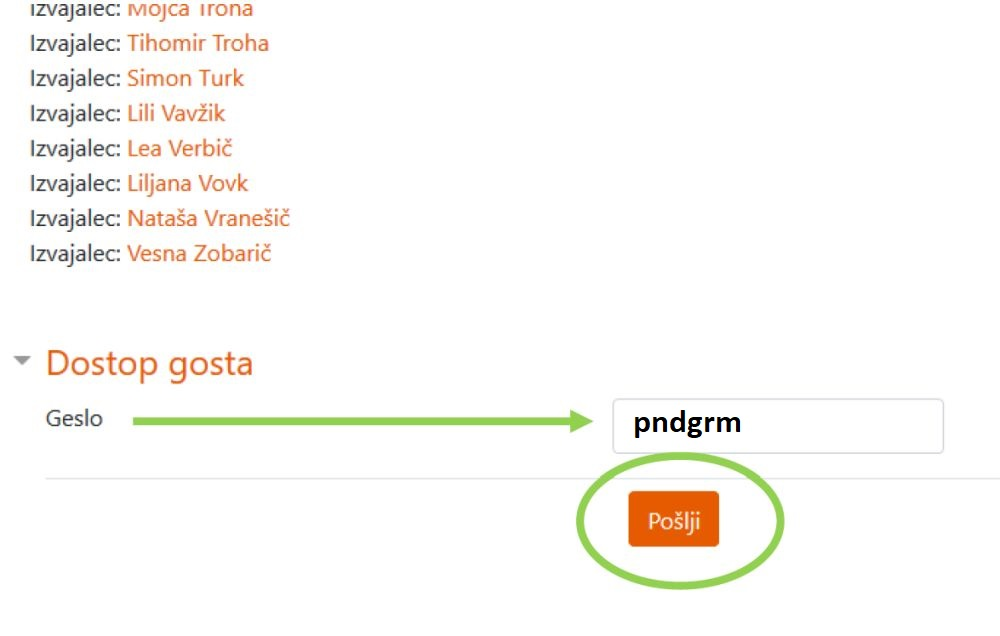 Izvajalec: Mojca Trona
Izvajalec: Tihomir Troha
Izvajalec: Simon Turk
Izvajalec: Lili Vavžik
Izvajalec: Lea Verbič
Izvajalec: Liljana Vovk
Izvajalec: Nataša Vranešič
Izvajalec: Vesna Zobarič
Dostop gosta
Geslo
pndgrm
Pošlji